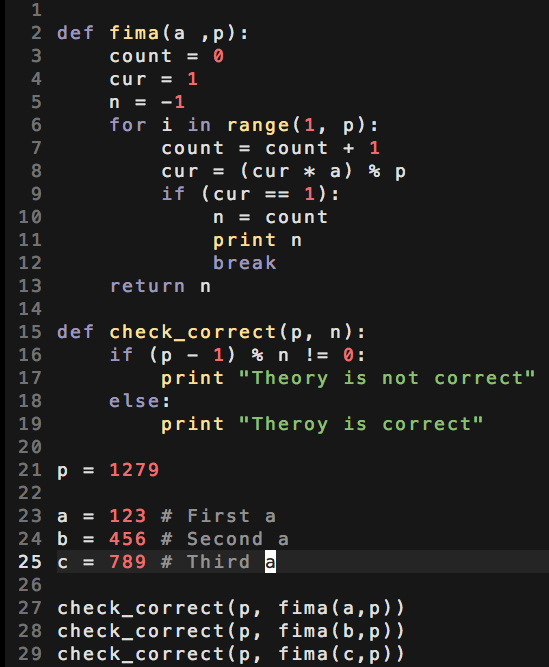 1
2 def fima(a ,p):
3     count = 0
4     cur = 1
5     n = -1
6     for i in range(1, p):
7         count = count + 1
8         cur = (cur * a) % p
9         if (cur == 1):
10             n = count
11             print n
12             break
13     return n
14
15 def check_correct(p, n):
16     if (p - 1) % n != 0:
17         print "Theory is not correct"
18     else:
19         print "Theroy is correct"
20
21 p = 1279
22
23 a = 123 # First a
24 b = 456 # Second a
25 c = 789 # Third a
26
27 check_correct(p, fima(a,p))
28 check_correct(p, fima(b,p))
29 check_correct(p, fima(c,p))